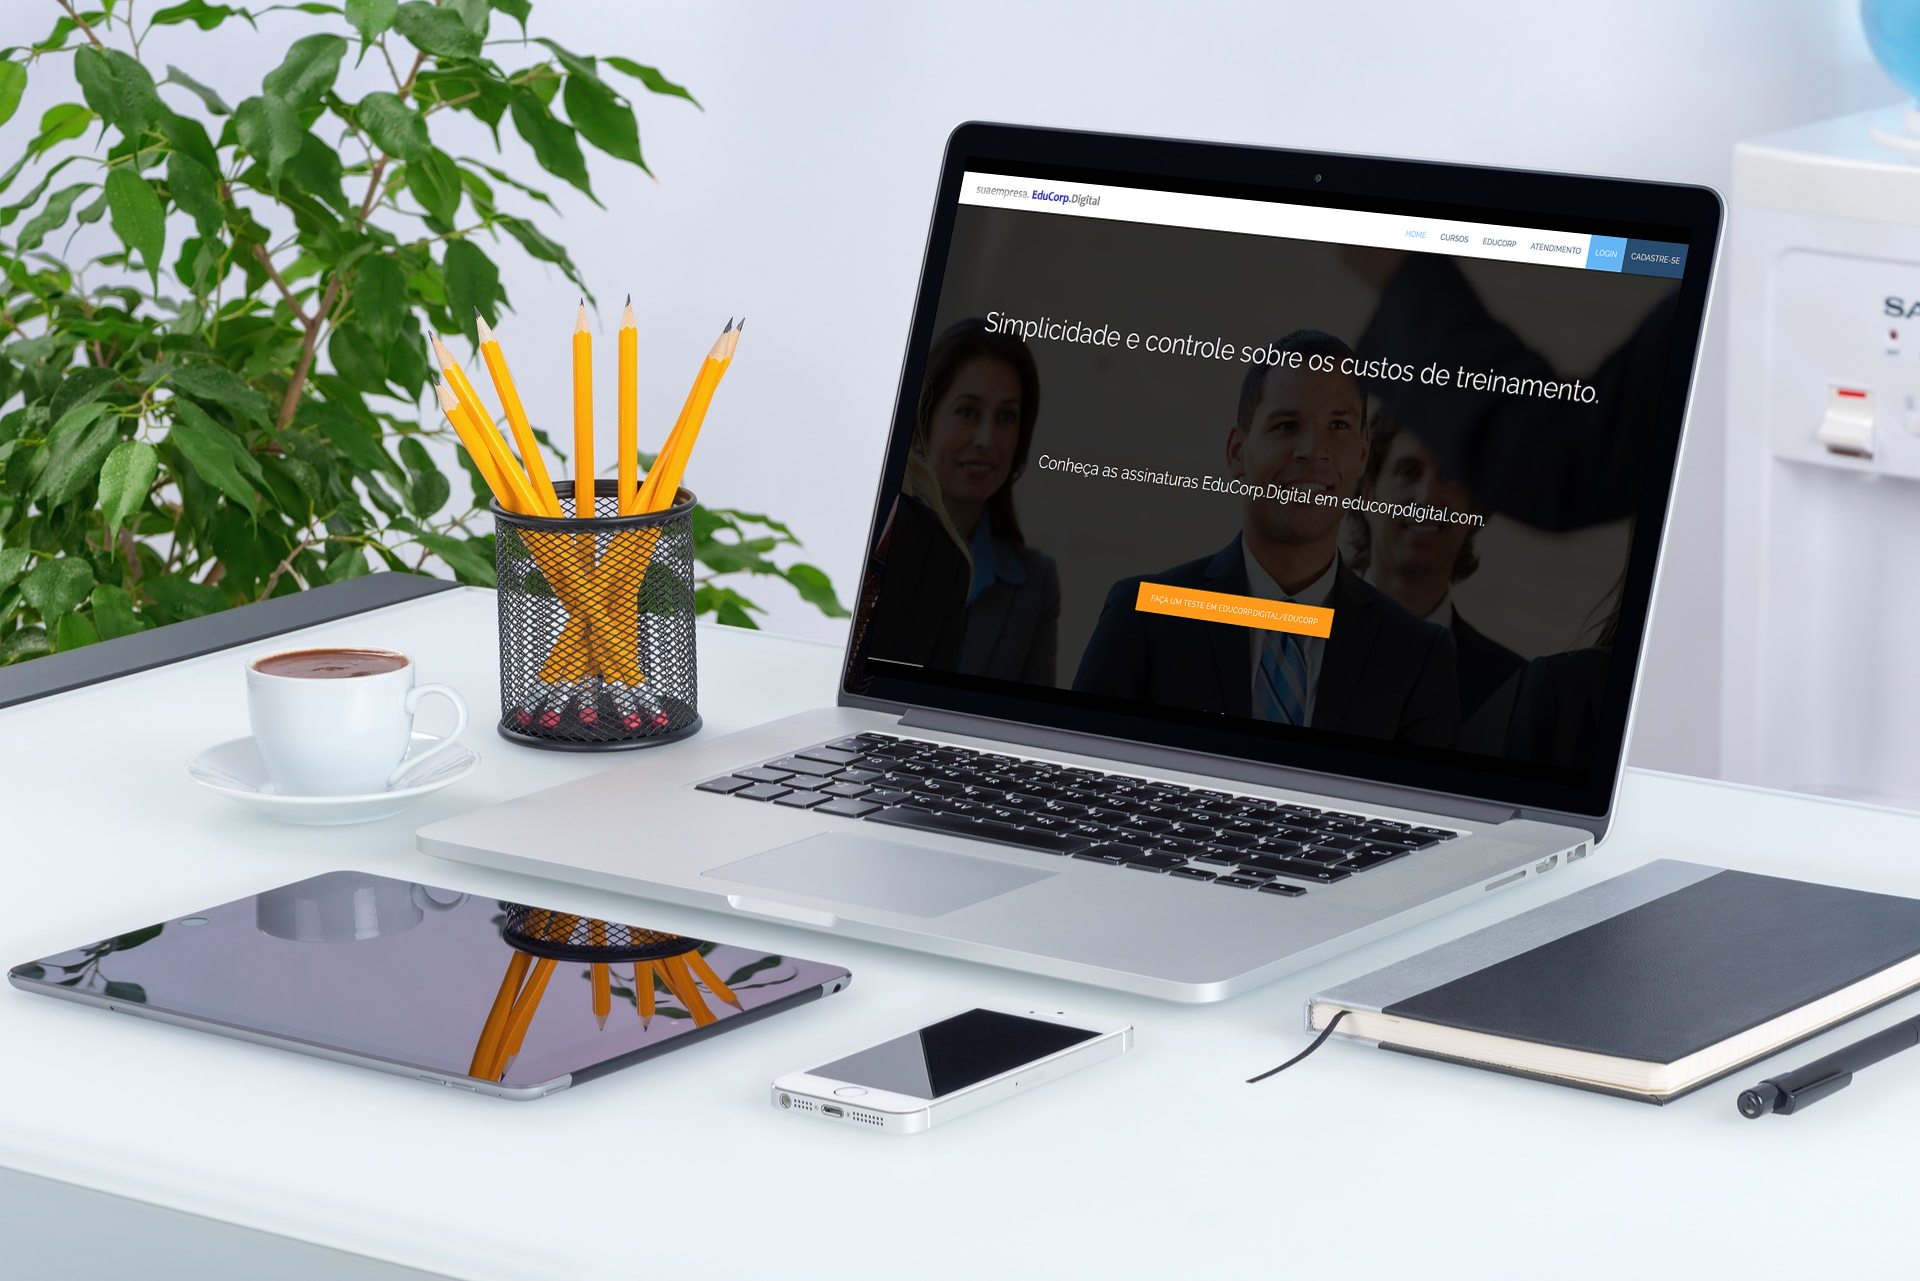 suaempresa. EduCorp.Digital
HOME CURSOS EDUCORP ATENDIMENTO LOGIN CADASTRE-SE
Simplicidade e controle sobre os custos de treinamento.
Conheça as assinaturas EduCorp.Digital em educorpdigital.com.
FAÇA UM TESTE EM EDUCORP.DIGITAL/EDUCORP
SA